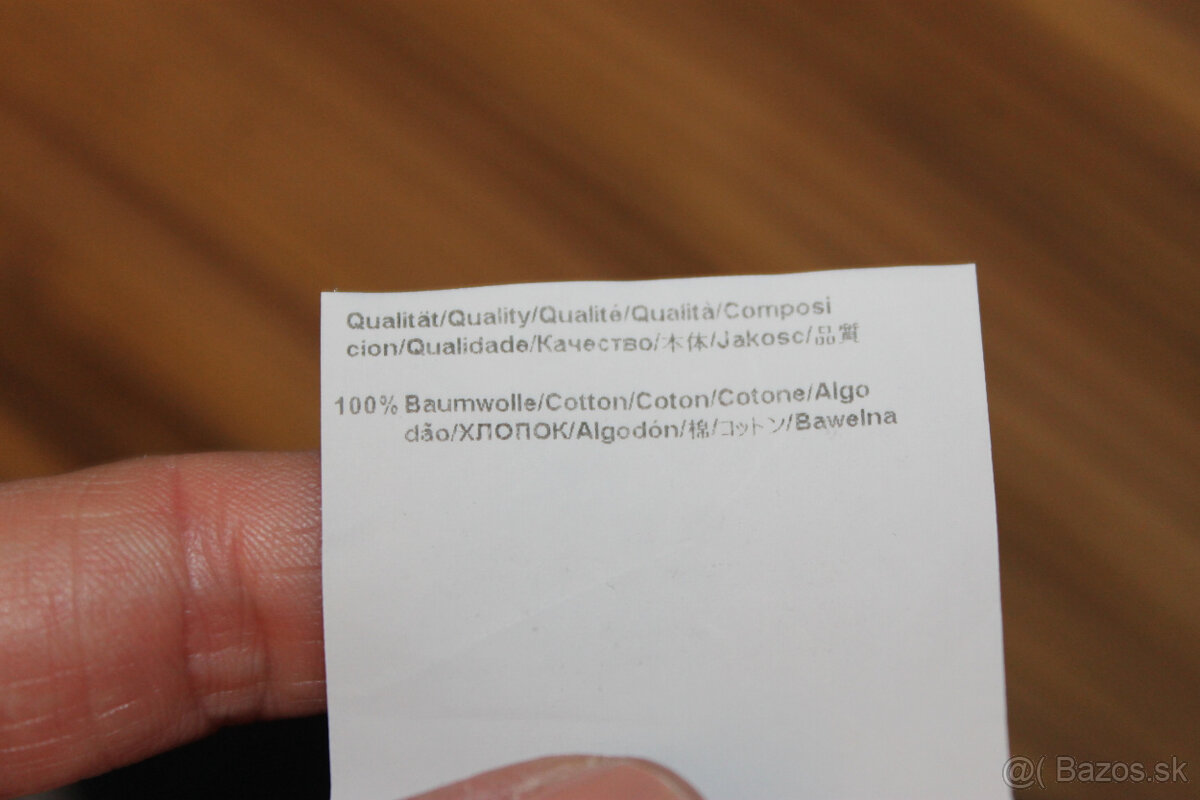 Qualität/Quality/Qualité/Qualità/Composi
cion/Qualidade/Качество/本体/Jakosc/品質
100% Baumwolle/Cotton/Coton/Cotone/Algo
dão/ХЛОПОК/Algodón/棉/コットン/Bawelna
@( Bazos.sk